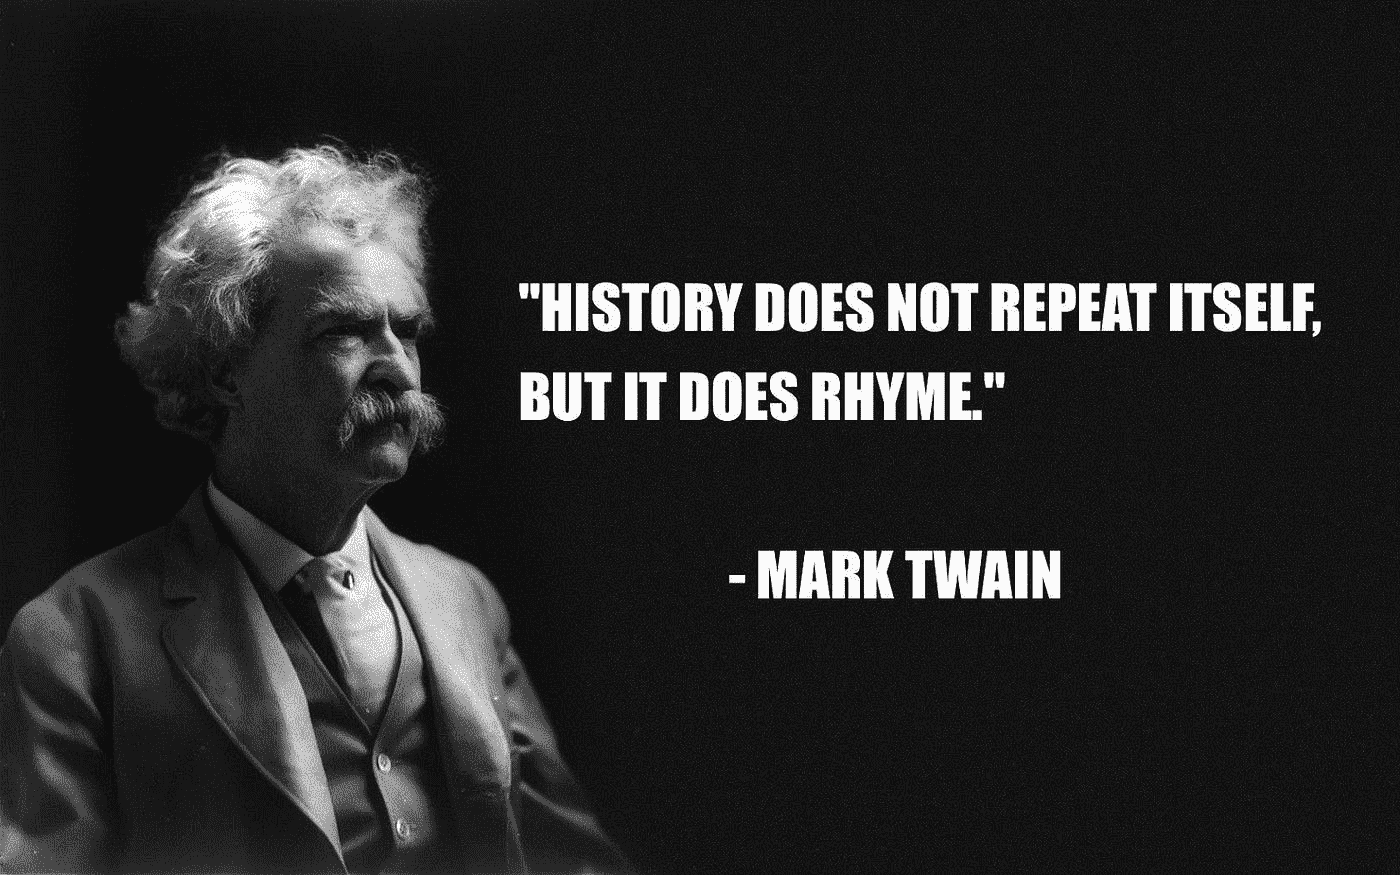 "HISTORY DOES NOT REPEAT ITSELF,
BUT IT DOES RHYME."
- MARK TWAIN